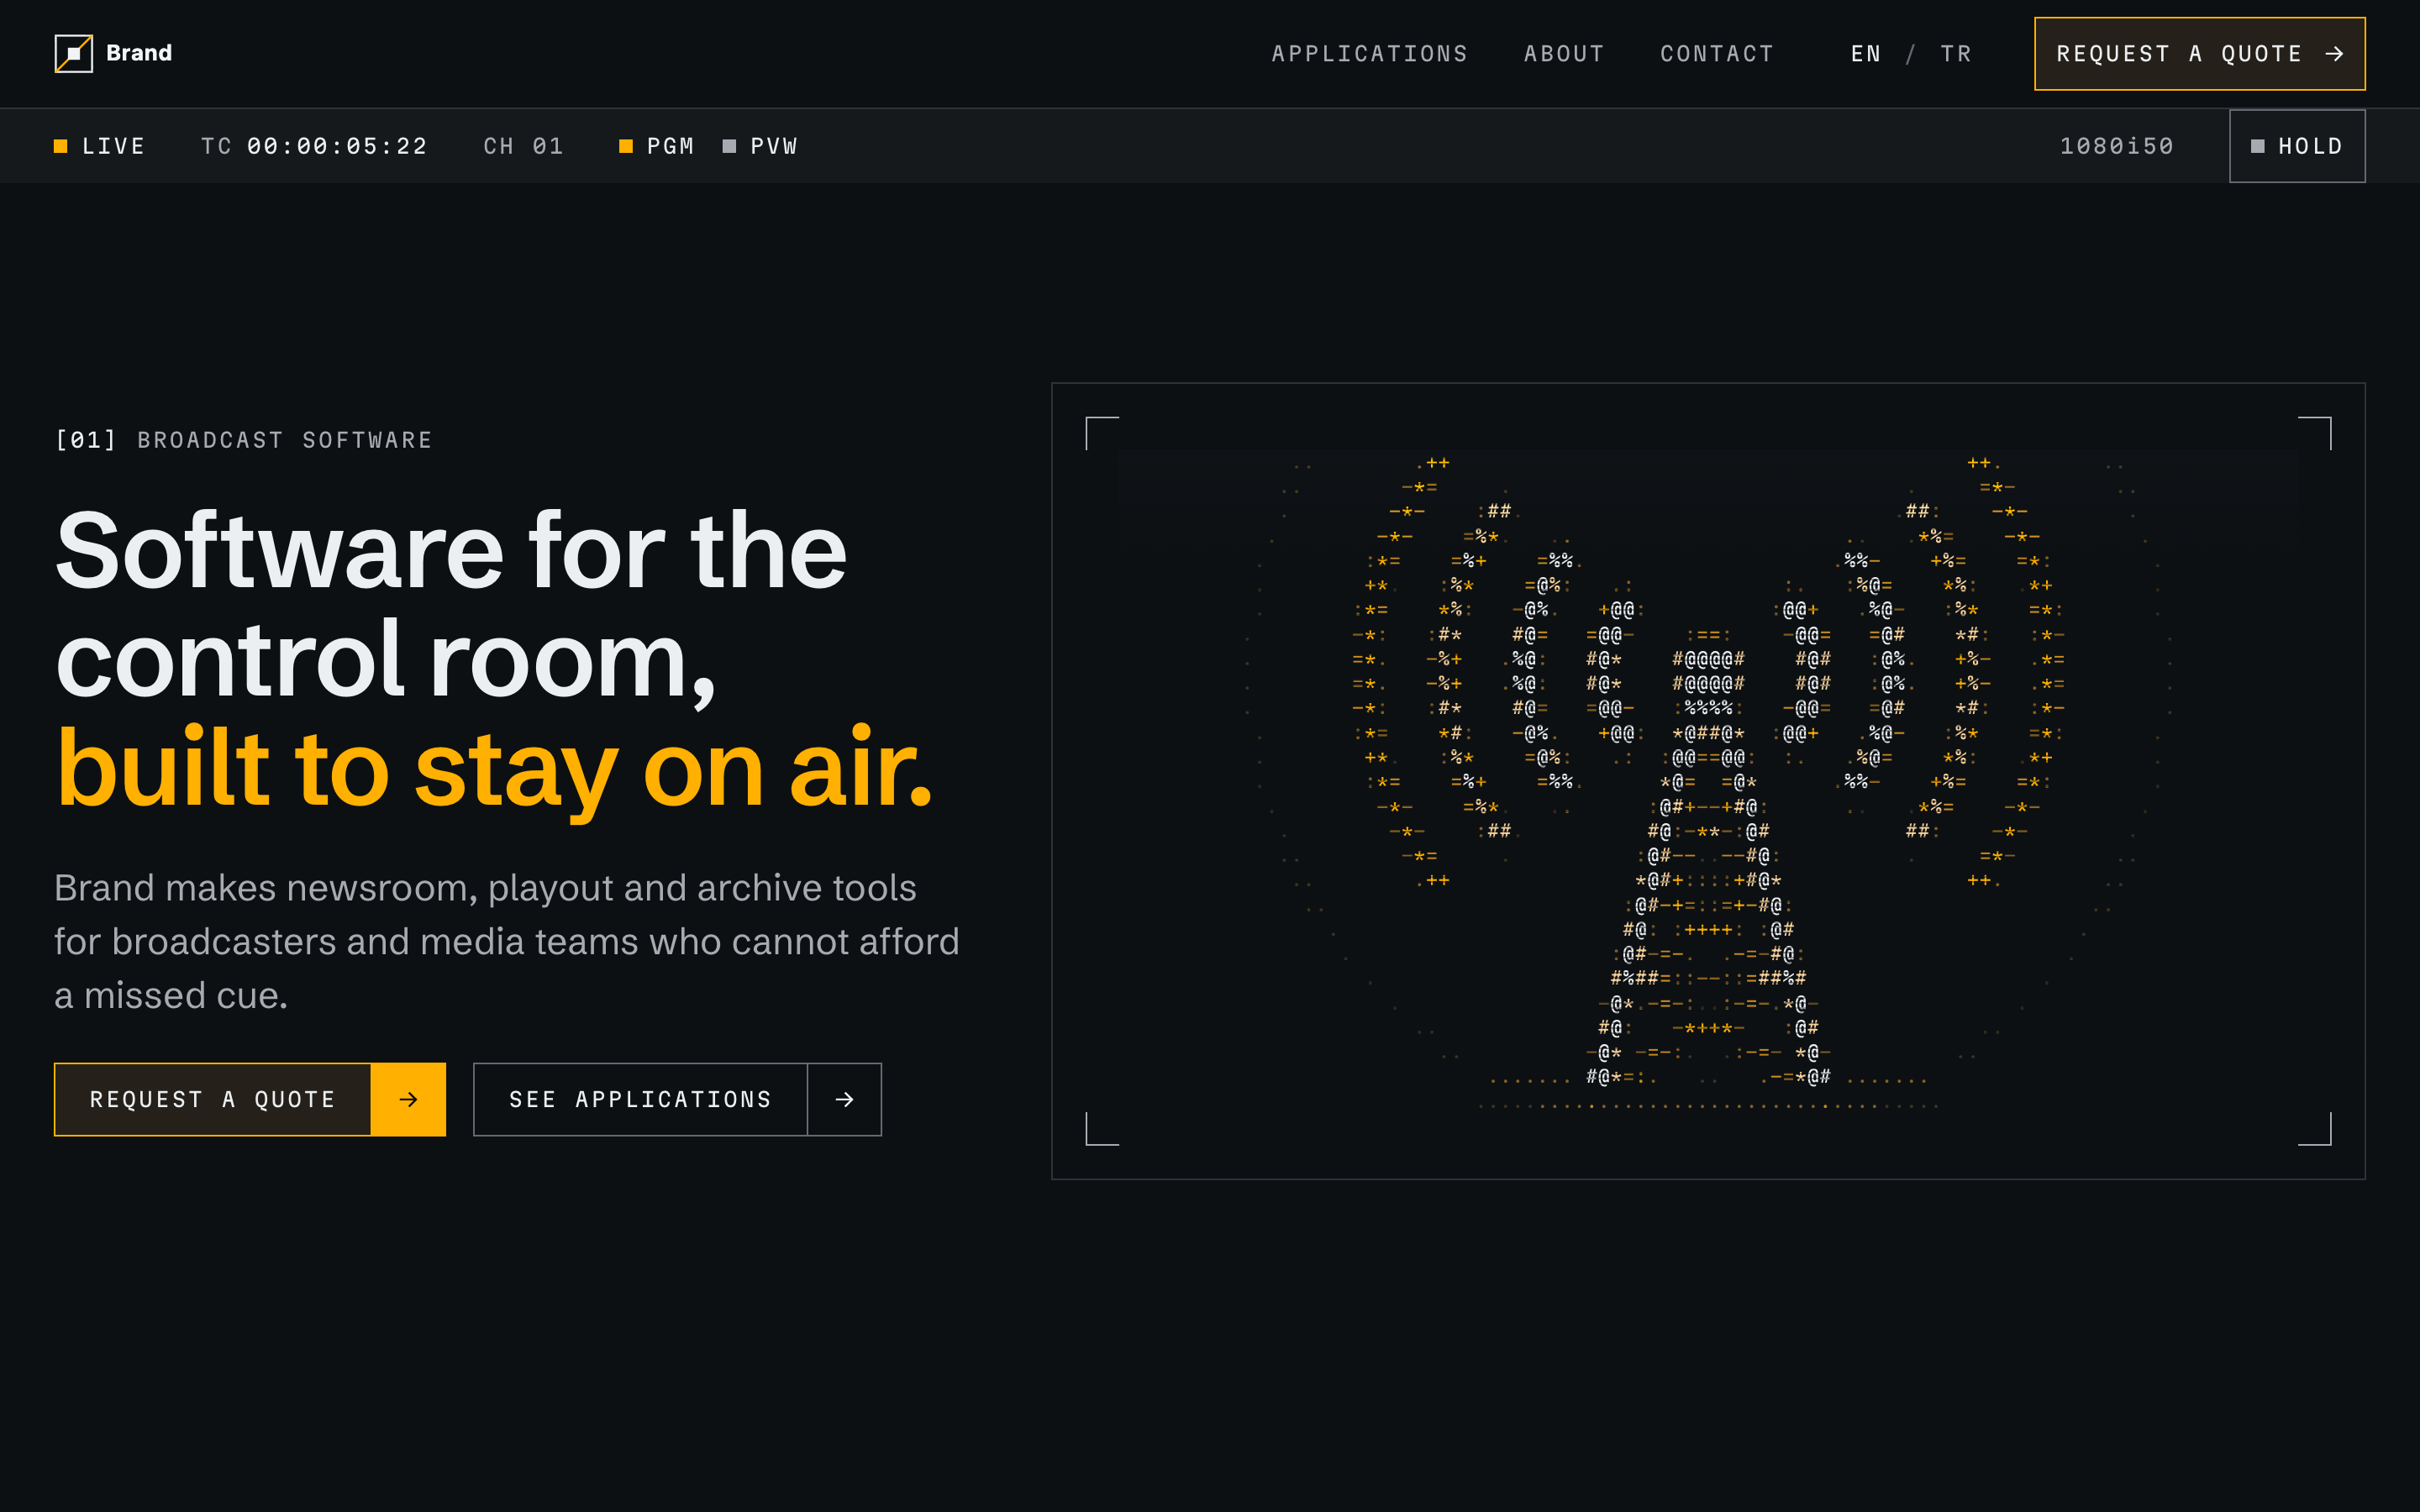 Brand
APPLICATIONS ABOUT CONTACT EN / TR REQUEST A QUOTE →
LIVE TC 00:00:05:22 CH 01 PGM PVW 1080i50 HOLD
[01] BROADCAST SOFTWARE
Software for the
control room,
built to stay on air.
Brand makes newsroom, playout and archive tools
for broadcasters and media teams who cannot afford
a missed cue.
REQUEST A QUOTE → SEE APPLICATIONS →